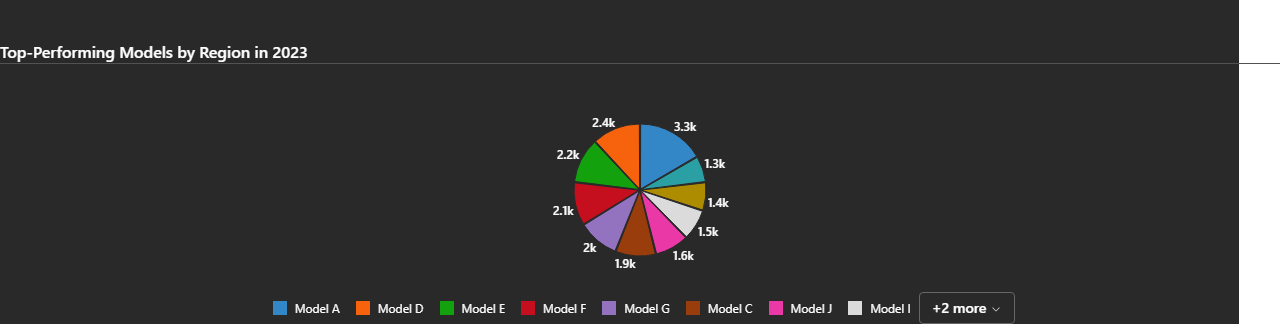 Top-Performing Models by Region in 2023
2.4k
3.3k
2.2k
1.3k
1.4k
2.1k
1.5k
2k
1.6k
1.9k
Model A Model D Model E Model F Model G Model C Model J Model I +2 more